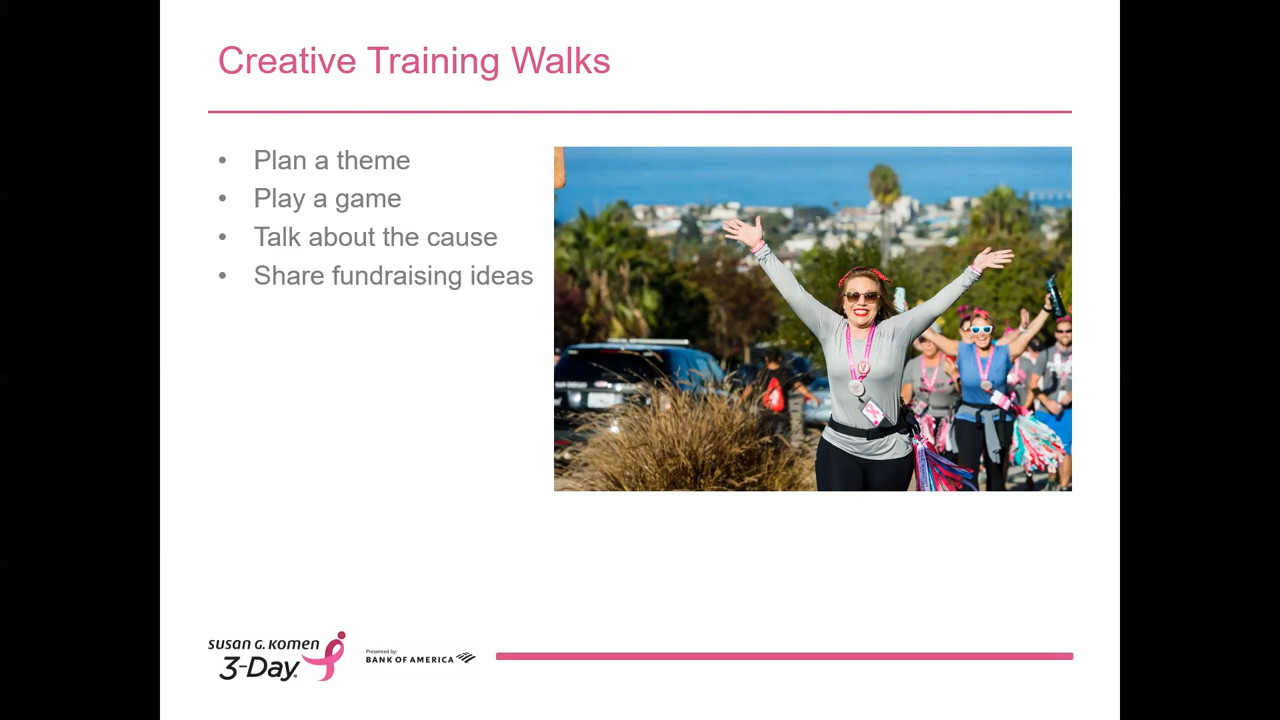 Creative Training Walks
• Plan a theme
• Play a game
• Talk about the cause
• Share fundraising ideas
SUSAN G. KOMEN
3-Day®
Presented by:
BANK OF AMERICA